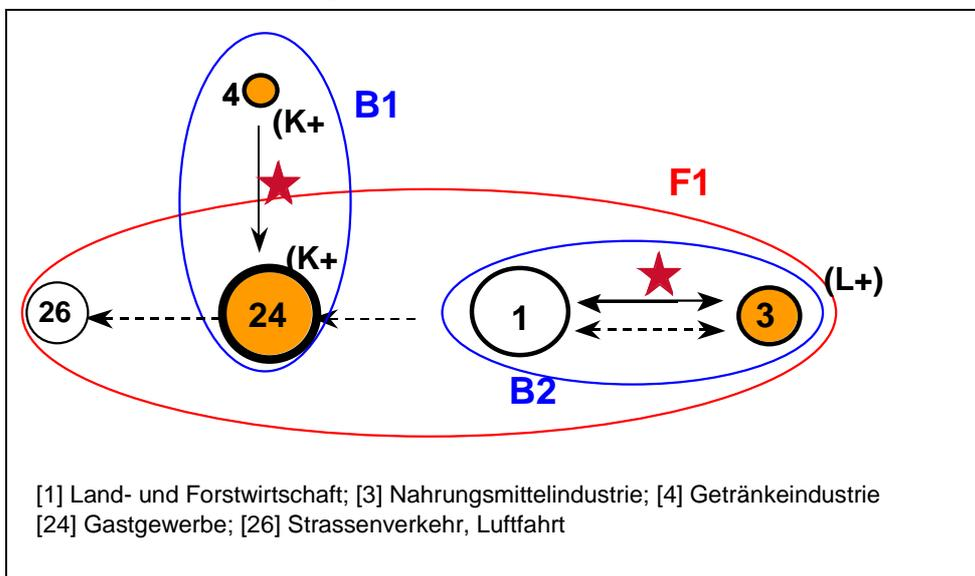 4
(K+
B1
F1
(K+
(L+)
26
24
1
3
B2
[1] Land- und Forstwirtschaft; [3] Nahrungsmittelindustrie; [4] Getränkeindustrie
[24] Gastgewerbe; [26] Strassenverkehr, Luftfahrt